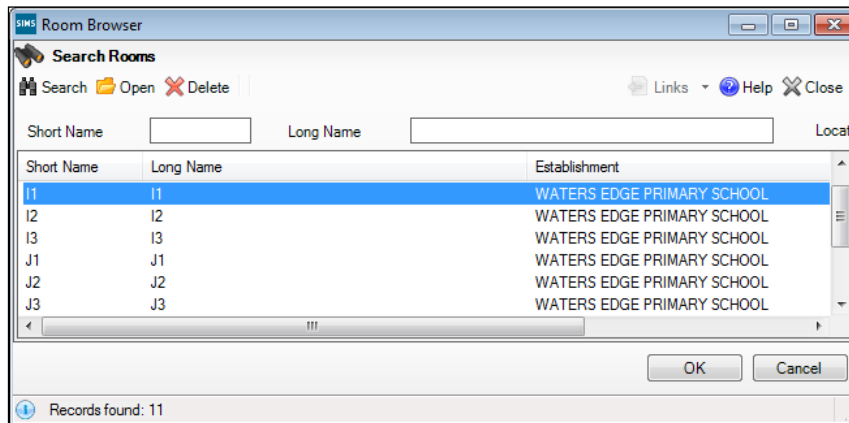 SIMS Room Browser
Search Rooms
Search Open Delete Links Help Close
Short Name Long Name Locat
Short Name Long Name Establishment
I1 I1 WATERS EDGE PRIMARY SCHOOL
I2 I2 WATERS EDGE PRIMARY SCHOOL
I3 I3 WATERS EDGE PRIMARY SCHOOL
J1 J1 WATERS EDGE PRIMARY SCHOOL
J2 J2 WATERS EDGE PRIMARY SCHOOL
J3 J3 WATERS EDGE PRIMARY SCHOOL
OK Cancel
Records found: 11